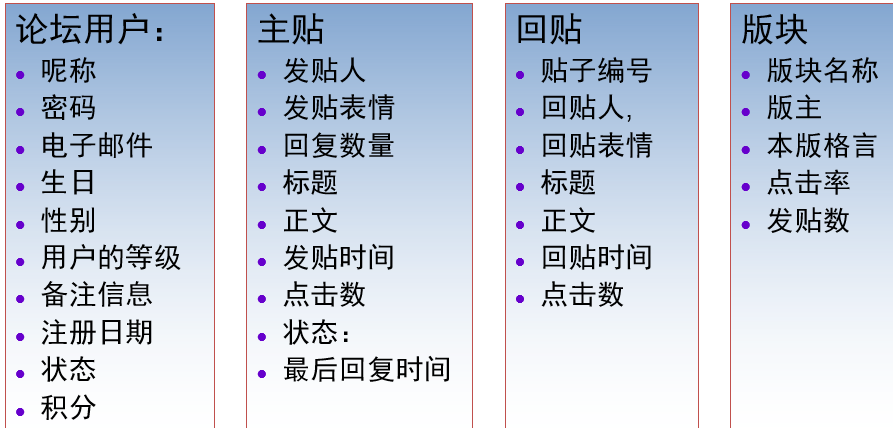 论坛用户：
呢称
密码
电子邮件
生日
性别
用户的等级
备注信息
注册日期
状态
积分
主贴
发贴人
发贴表情
回复数量
标题
正文
发贴时间
点击数
状态：
最后回复时间
回贴
贴子编号
回贴人,
回贴表情
标题
正文
回贴时间
点击数
版块
版块名称
版主
本版格言
点击率
发贴数